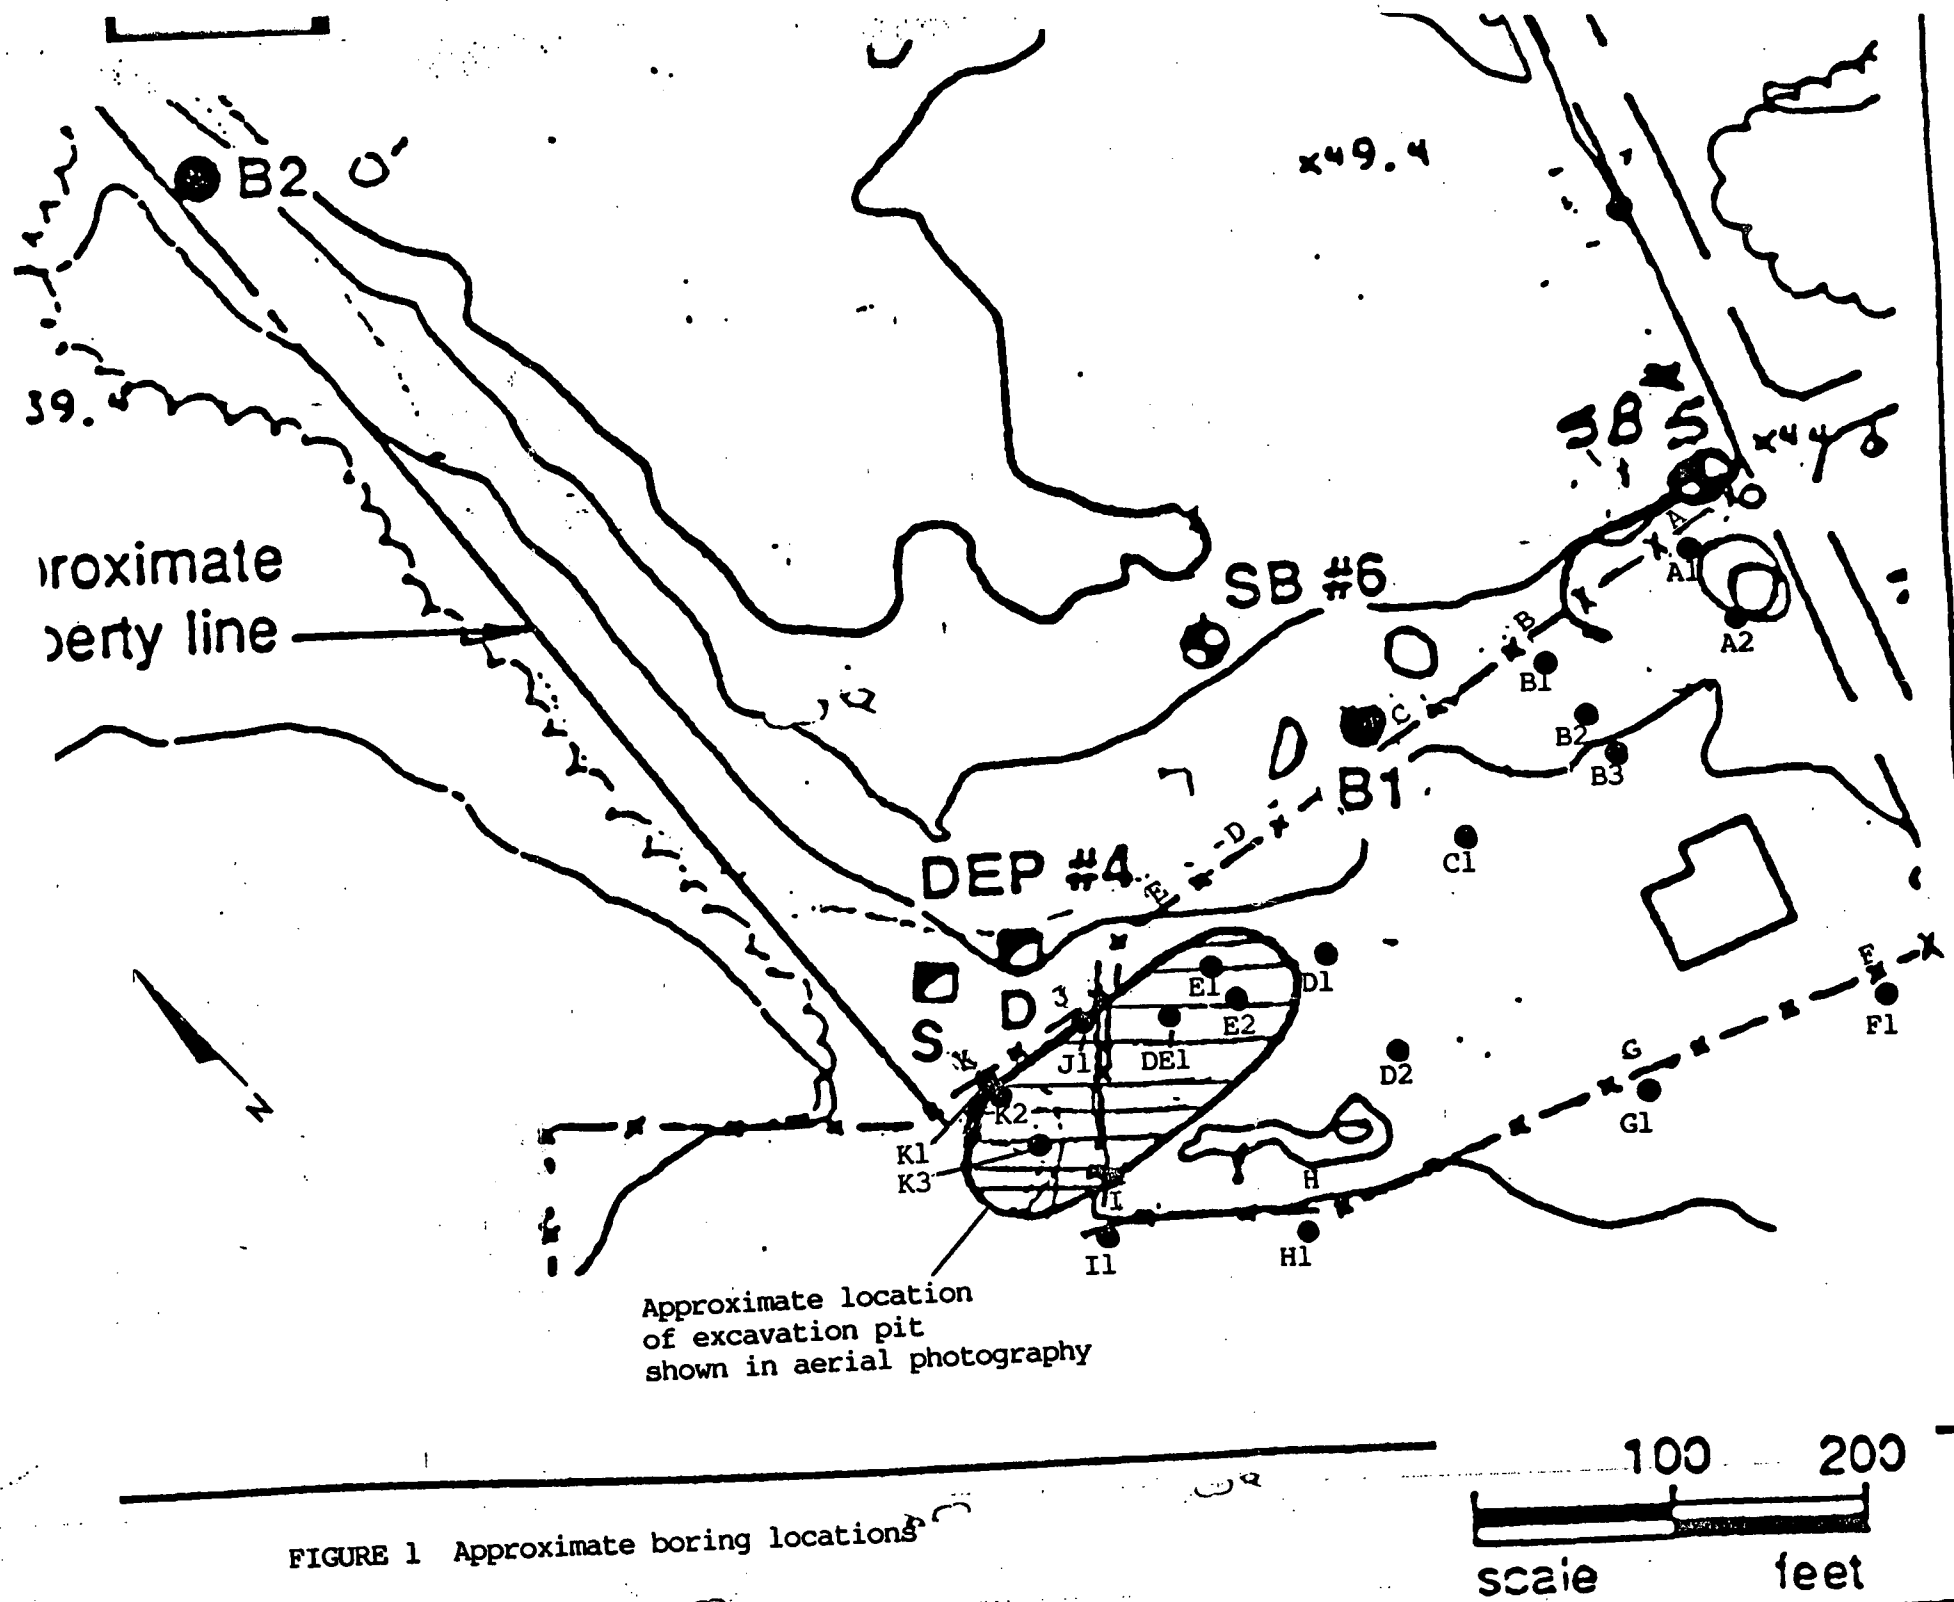 B2
x49.4
39.
SB 5
x44
roximate
perty line
SB #6
A
A1
A2
B
B1
B2
B3
C
B1
C1
D
DEP #4
E
E1
D1
E2
DE1
D2
S
D
J
J1
K
K2
K1
K3
F
F1
G
G1
H
H1
I
I1
N
Approximate location
of excavation pit
shown in aerial photography
100 200
scale feet
FIGURE 1 Approximate boring locations